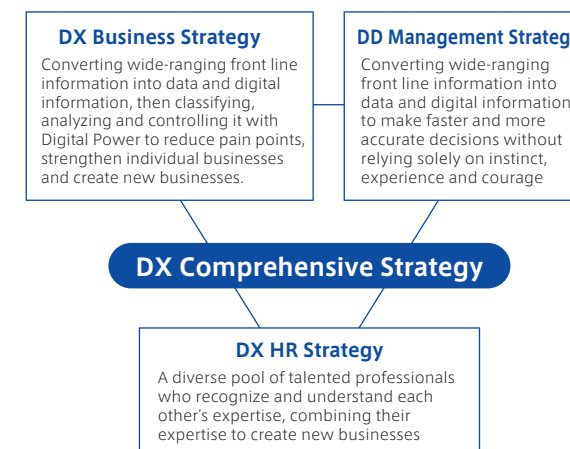 DX Business Strategy
Converting wide-ranging front line
information into data and digital
information, then classifying,
analyzing and controlling it with
Digital Power to reduce pain points,
strengthen individual businesses
and create new businesses.
DD Management Strateg
Converting wide-ranging
front line information into
data and digital information
to make faster and more
accurate decisions without
relying solely on instinct,
experience and courage
DX Comprehensive Strategy
DX HR Strategy
A diverse pool of talented professionals
who recognize and understand each
other’s expertise, combining their
expertise to create new businesses